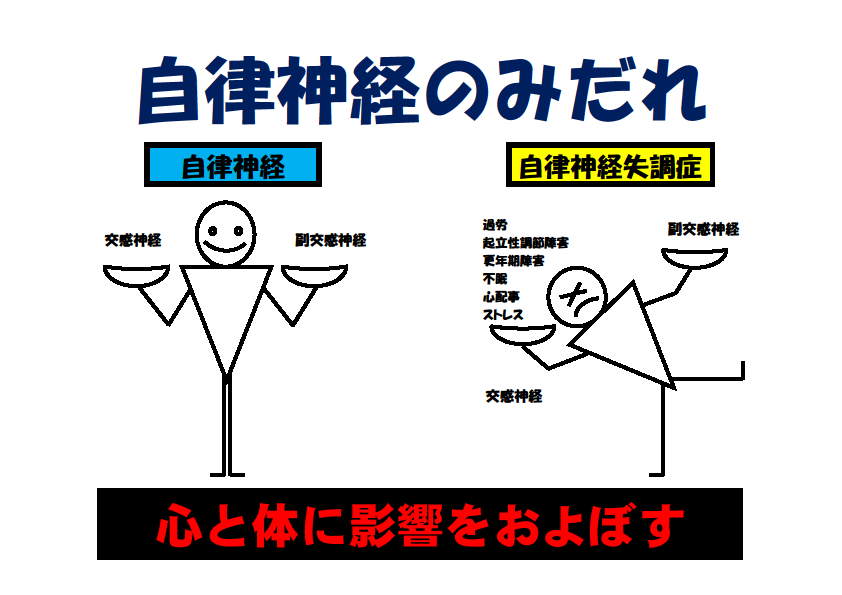 自律神経のみだれ
自律神経
自律神経失調症
交感神経
副交感神経
過労
起立性調節障害
更年期障害
不眠
心配事
ストレス
副交感神経
交感神経
心と体に影響をおよぼす